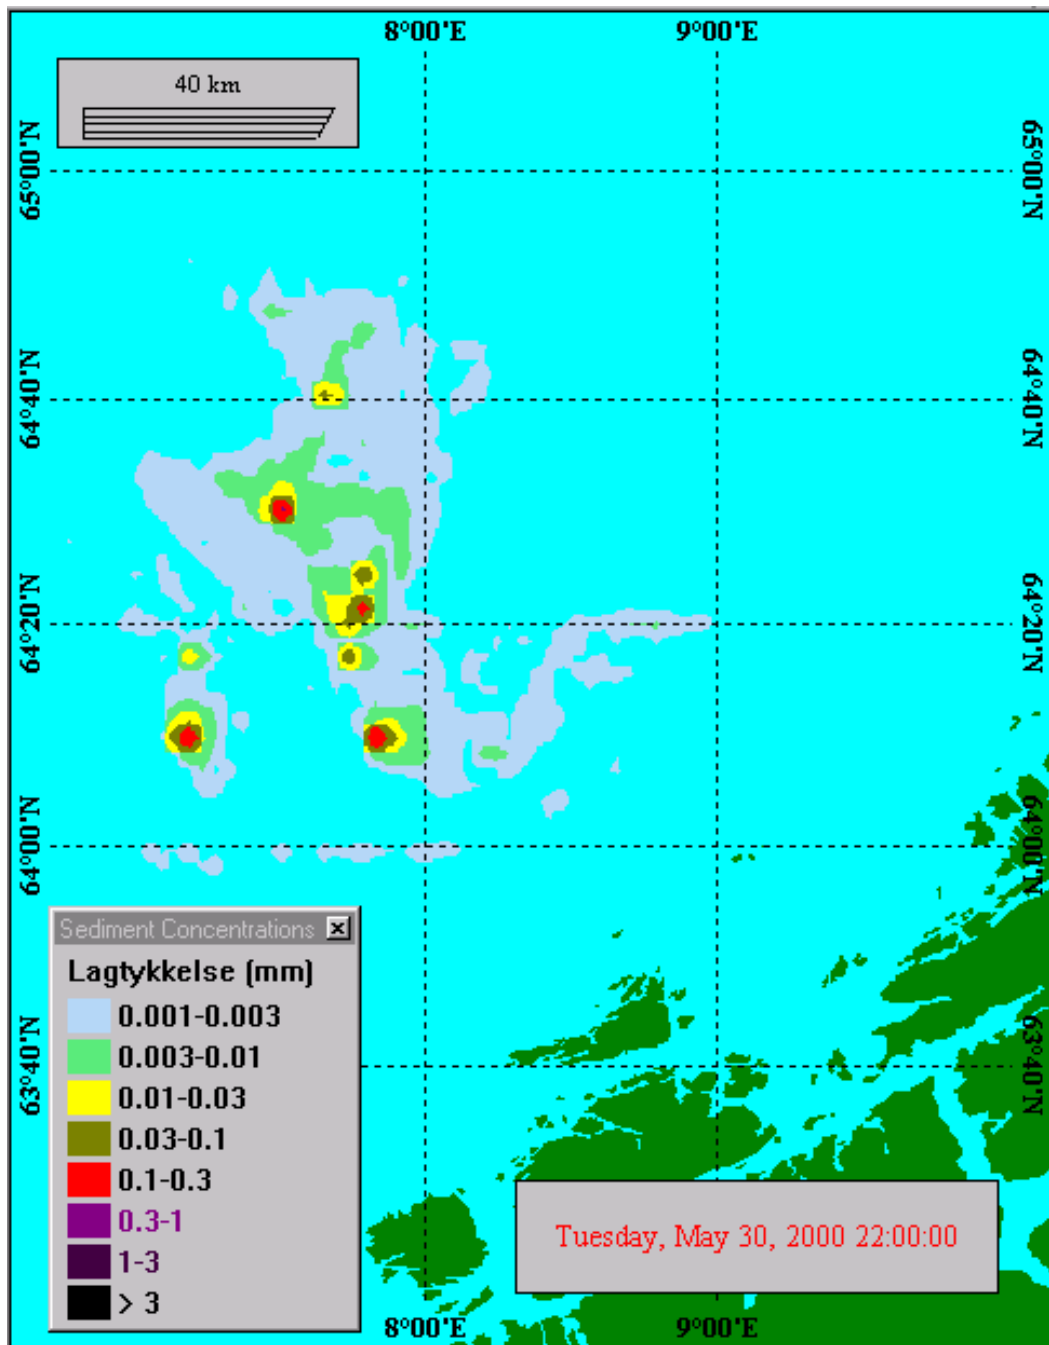 8°00'E 9°00'E
40 km
65°00'N 65°00'N
64°40'N 64°40'N
64°20'N 64°20'N
64°00'N 64°00'N
Sediment Concentrations
Lagtykkelse (mm)
0.001-0.003
0.003-0.01
63°40'N 63°40'N
0.01-0.03
0.03-0.1
0.1-0.3
0.3-1
1-3
> 3
Tuesday, May 30, 2000 22:00:00
8°00'E 9°00'E